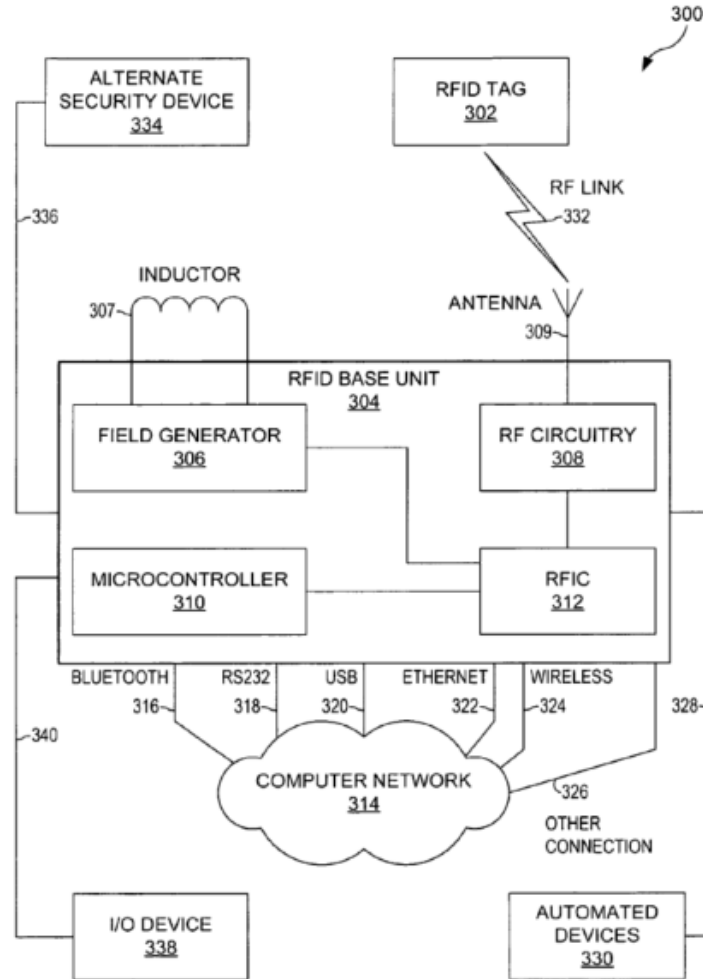 300
ALTERNATE
SECURITY DEVICE
334
RFID TAG
302
RF LINK
332
336
INDUCTOR
307
ANTENNA
309
RFID BASE UNIT
304
FIELD GENERATOR
306
RF CIRCUITRY
308
MICROCONTROLLER
310
RFIC
312
BLUETOOTH
316
RS232
318
USB
320
ETHERNET
322
WIRELESS
324
328
340
COMPUTER NETWORK
314
326
OTHER
CONNECTION
I/O DEVICE
338
AUTOMATED
DEVICES
330